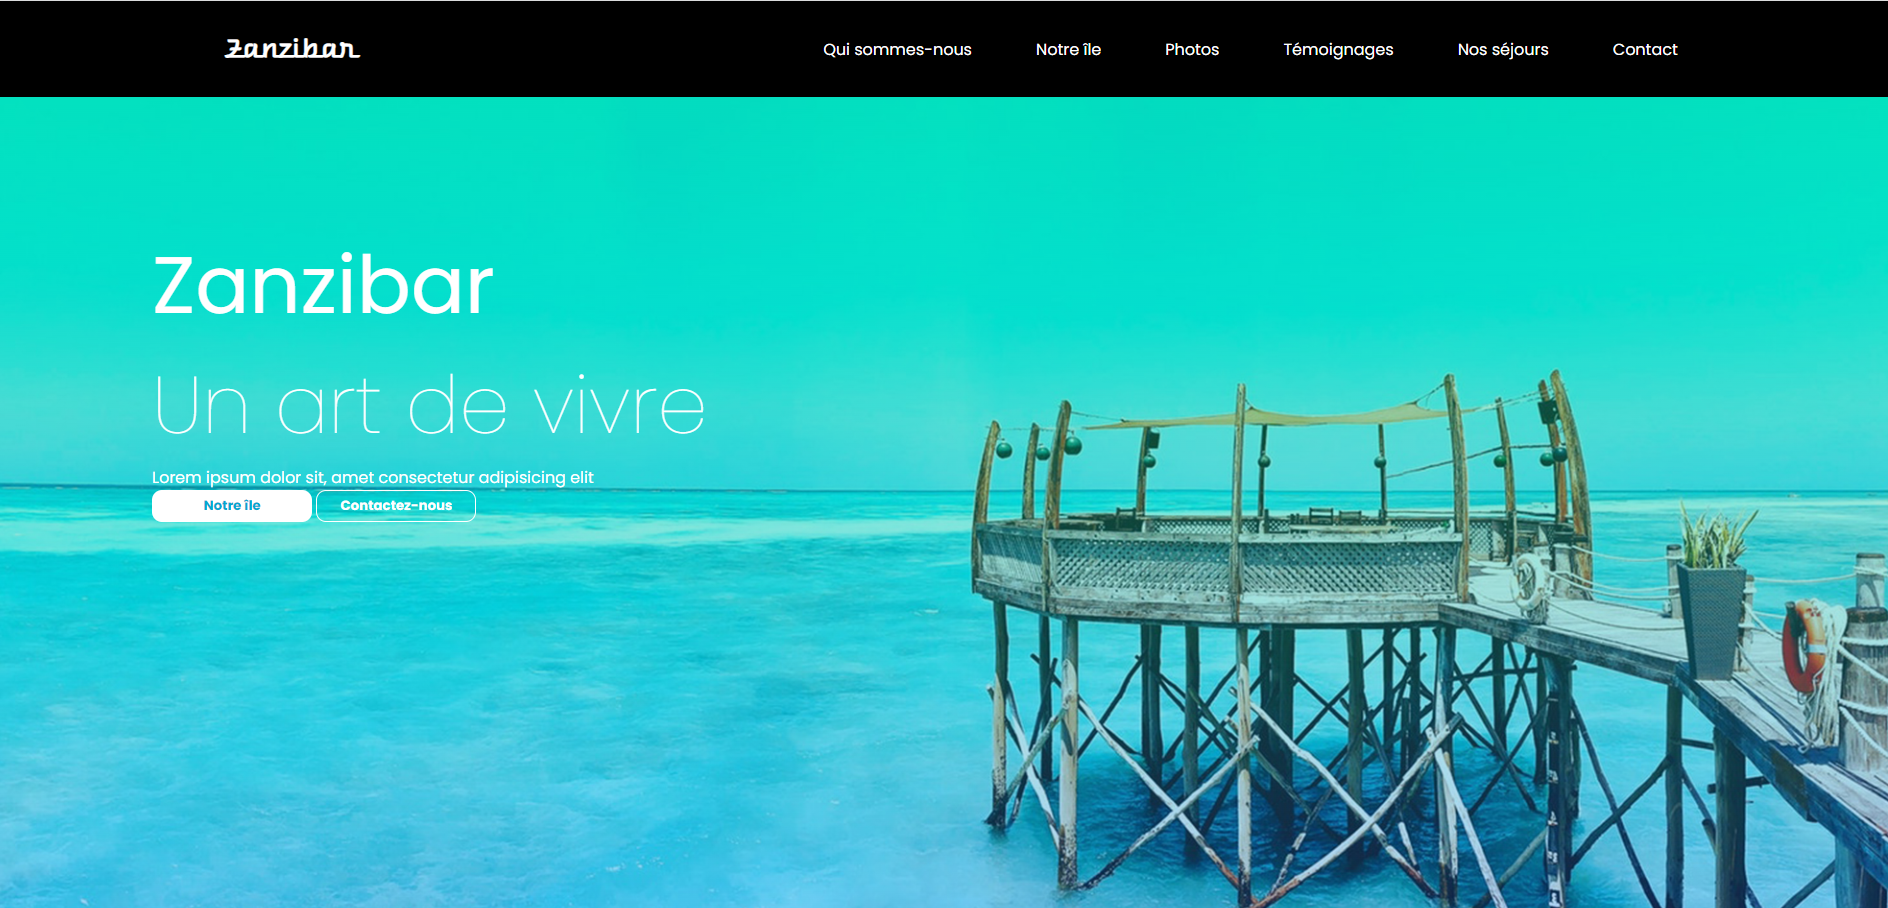 Zanzibar
Qui sommes-nous
Notre île
Photos
Témoignages
Nos séjours
Contact
Zanzibar
Un art de vivre
Lorem ipsum dolor sit, amet consectetur adipisicing elit
Notre île
Contactez-nous